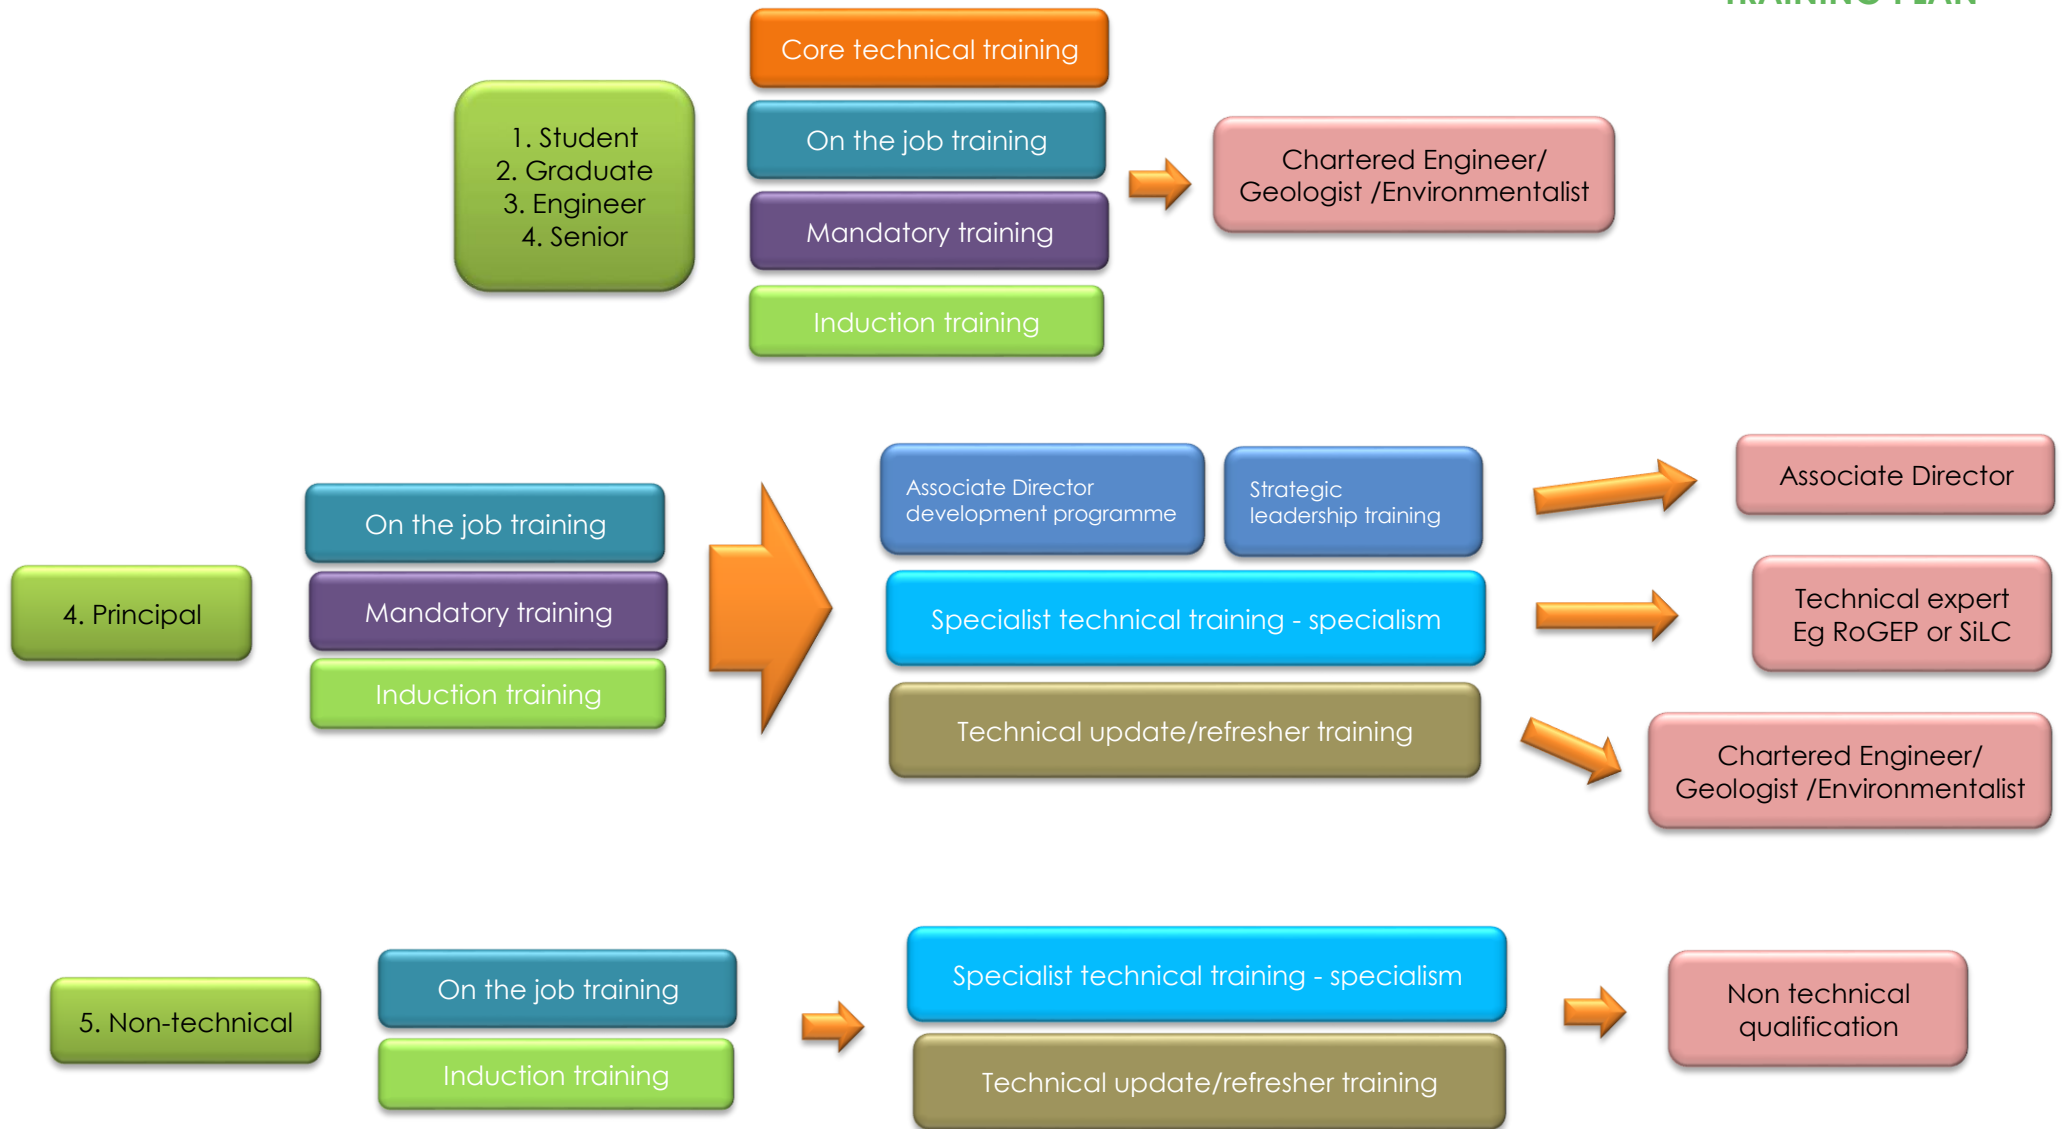 TRAINING PLAN
Core technical training
1. Student
2. Graduate
3. Engineer
4. Senior
On the job training
Mandatory training
Induction training
Chartered Engineer/
Geologist /Environmentalist
4. Principal
On the job training
Mandatory training
Induction training
Associate Director
development programme
Strategic
leadership training
Specialist technical training - specialism
Technical update/refresher training
Associate Director
Technical expert
Eg RoGEP or SiLC
Chartered Engineer/
Geologist /Environmentalist
5. Non-technical
On the job training
Induction training
Specialist technical training - specialism
Technical update/refresher training
Non technical
qualification